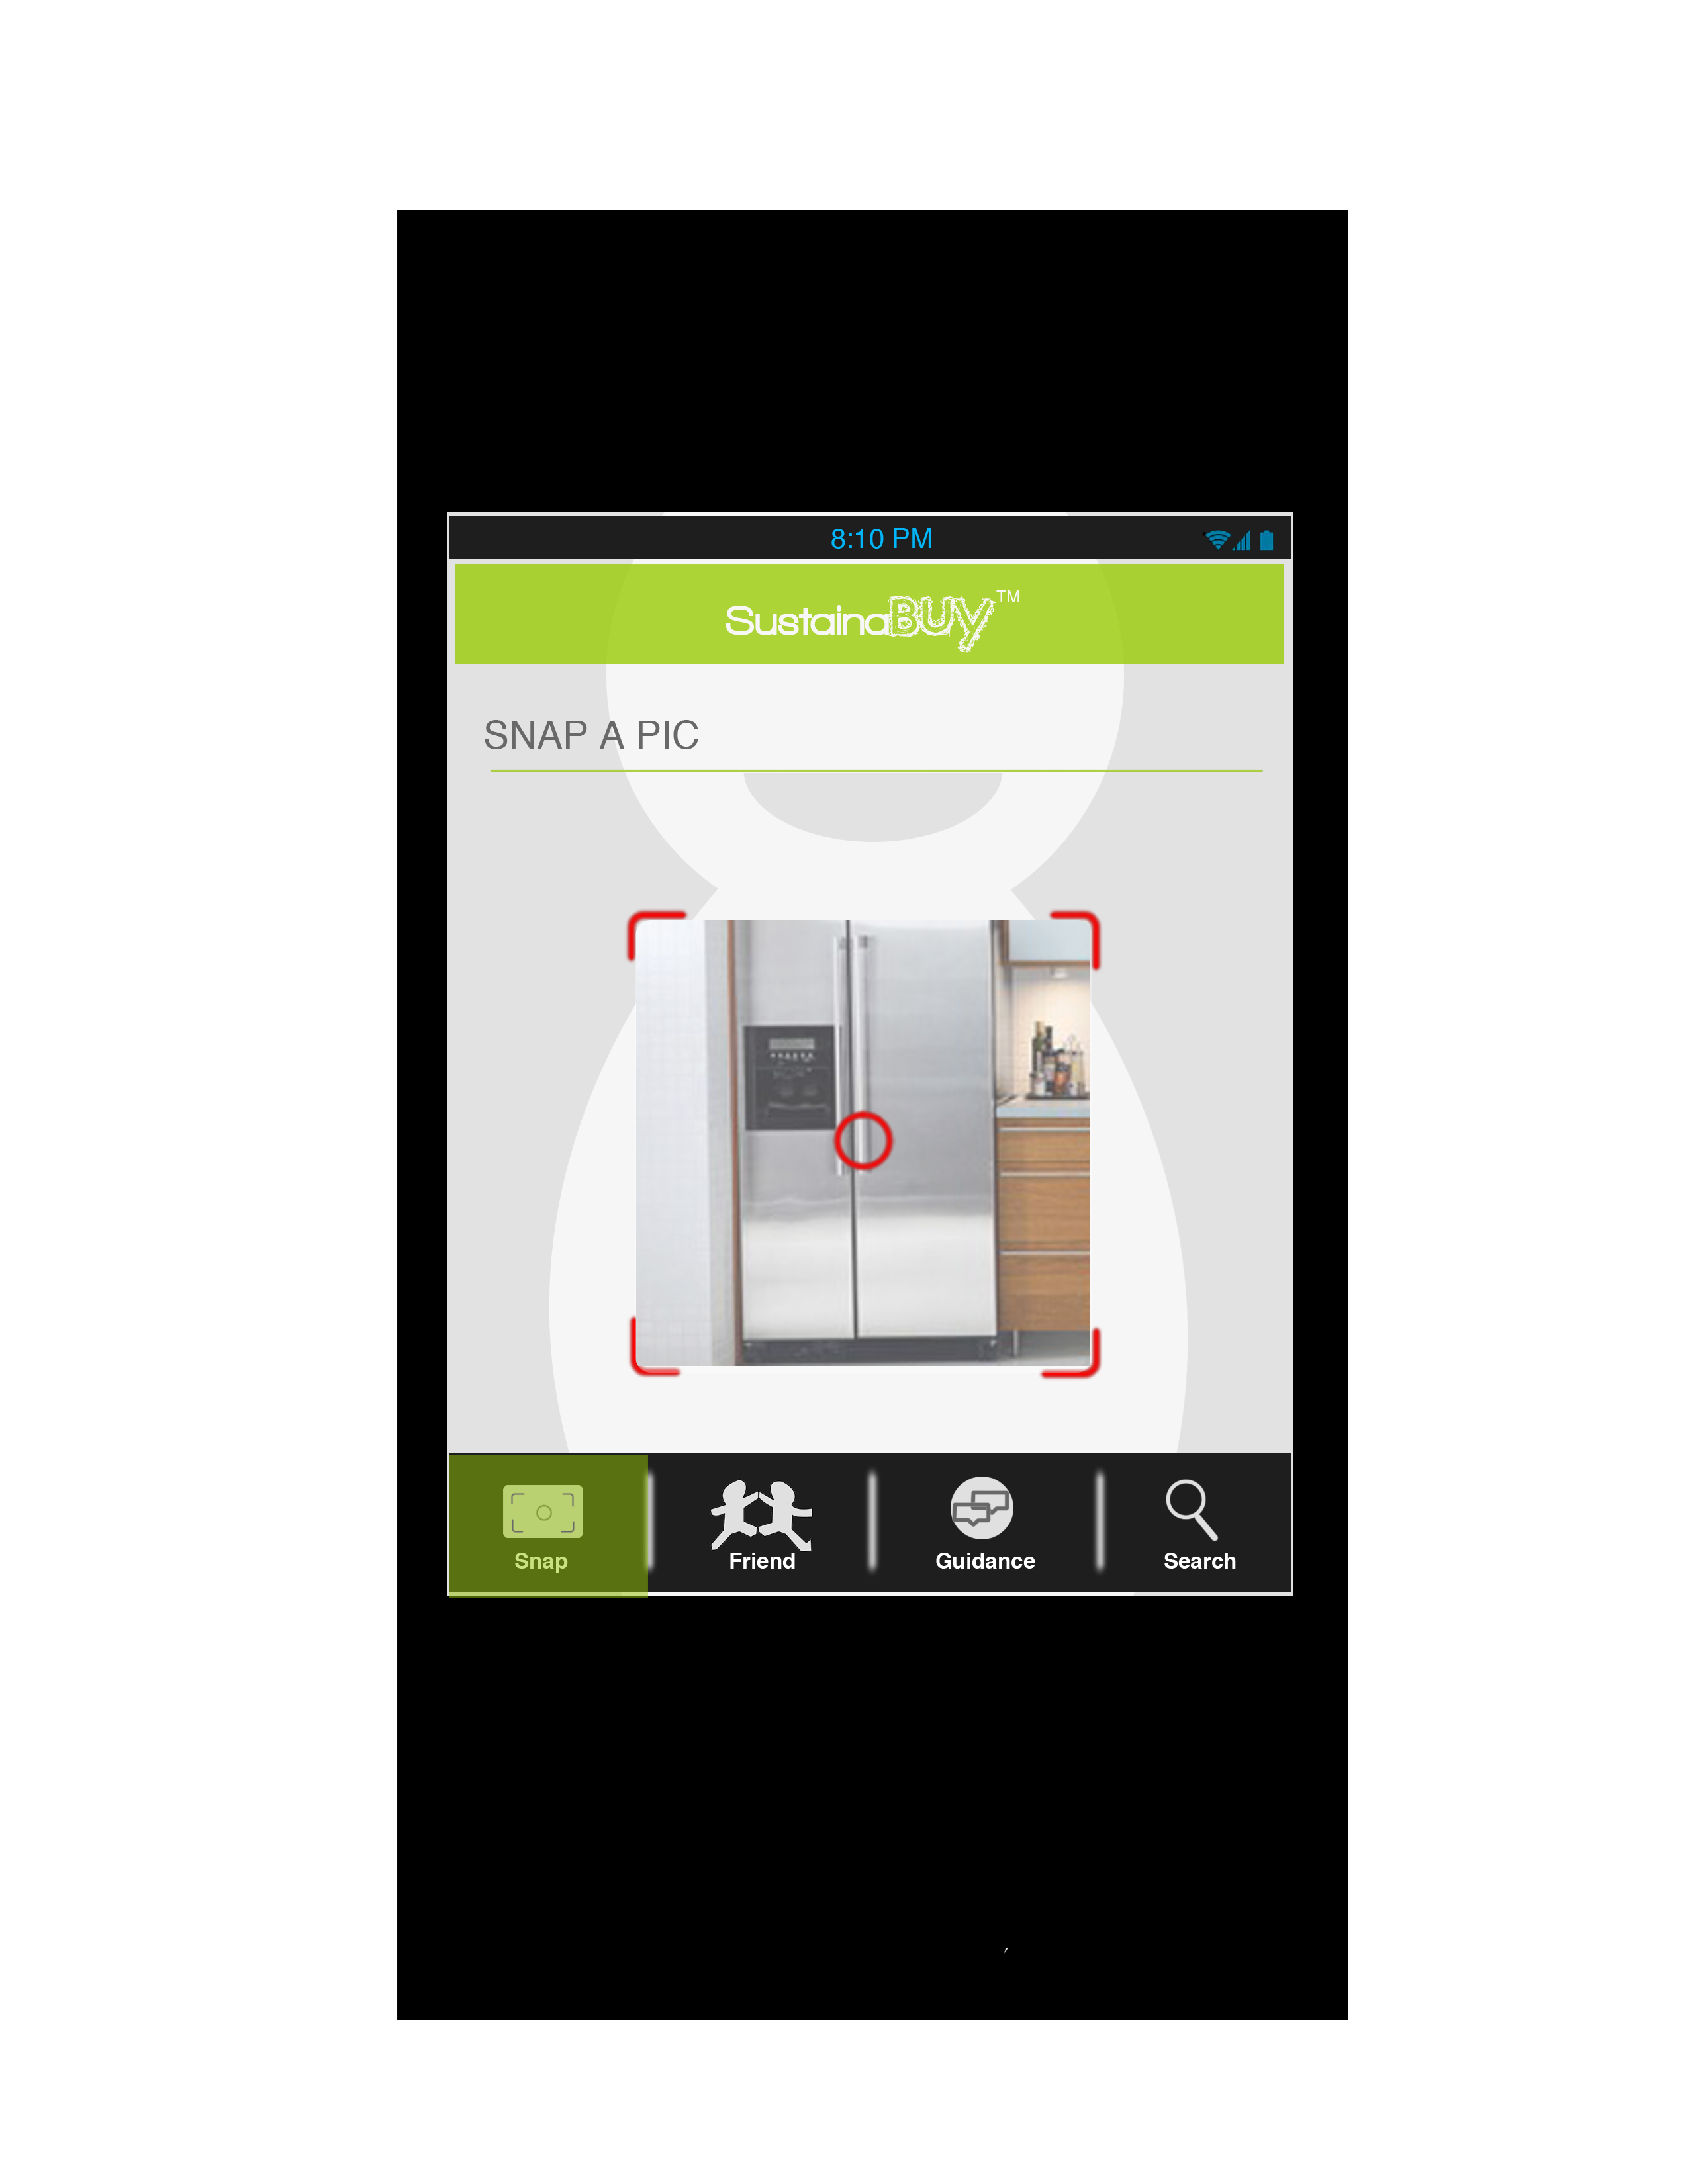 8:10 PM
SustainaBUY™
SNAP A PIC
Snap
Friend
Guidance
Search